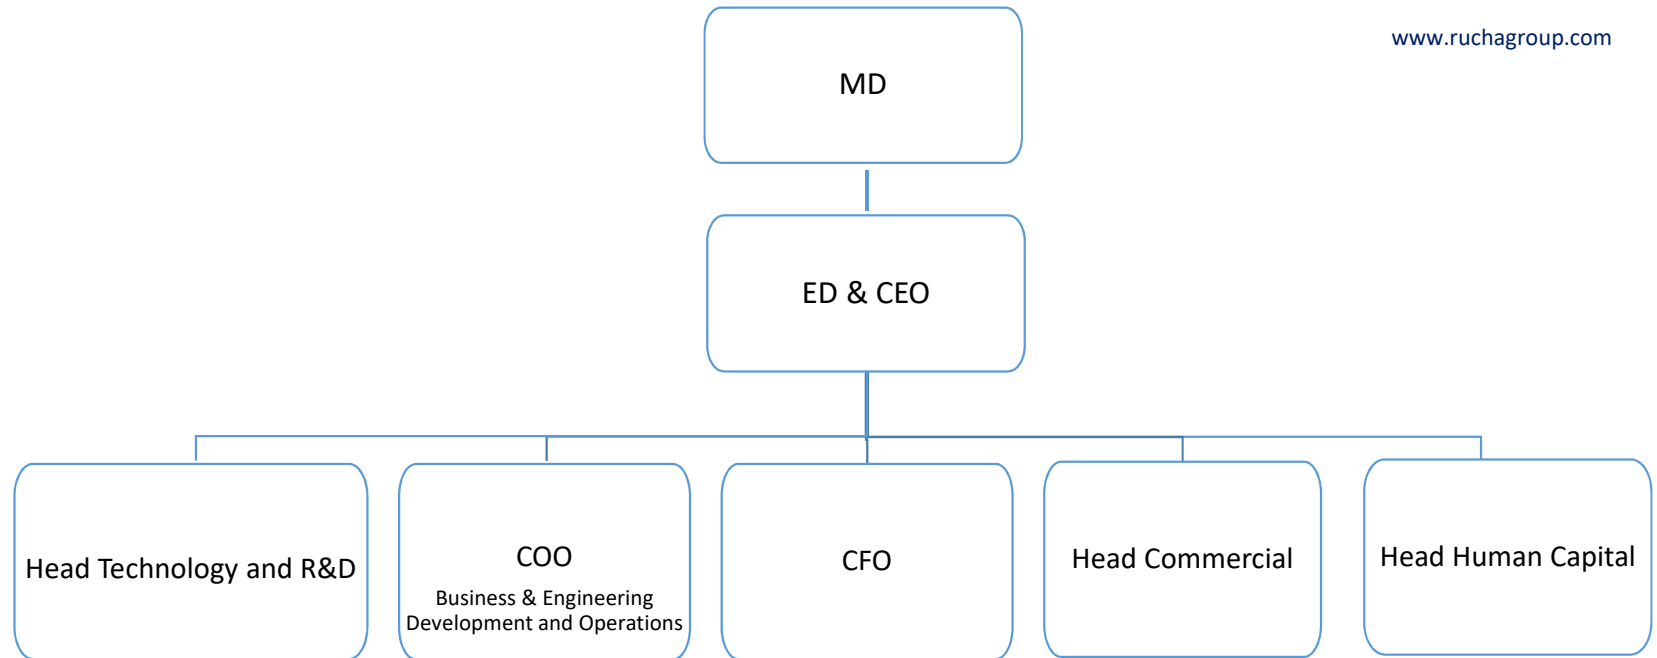 www.ruchagroup.com
MD
ED & CEO
Head Technology and R&D
COO
Business & Engineering
Development and Operations
CFO
Head Commercial
Head Human Capital